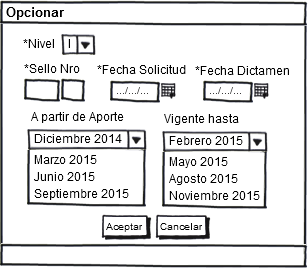 Opcionar
*Nivel I
*Sello Nro *Fecha Solicitud *Fecha Dictamen
.../.../... .../.../...
A partir de Aporte Vigente hasta
Diciembre 2014 Febrero 2015
Marzo 2015 Mayo 2015
Junio 2015 Agosto 2015
Septiembre 2015 Noviembre 2015
Aceptar Cancelar